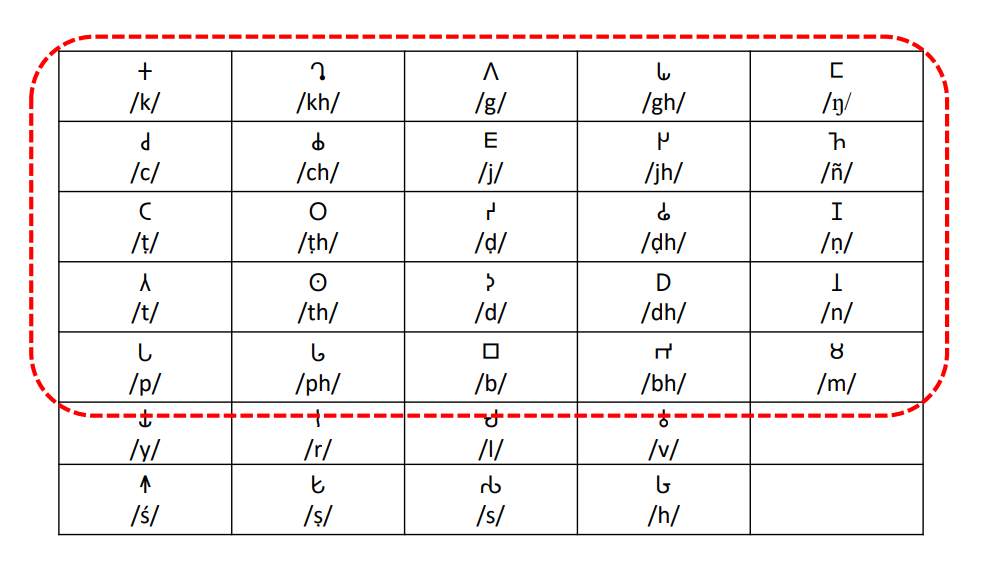 𑀓 𑀔 𑀕 𑀖 𑀗
/k/ /kh/ /g/ /gh/ /ŋ/
𑀘 𑀙 𑀚 𑀛 𑀜
/c/ /ch/ /j/ /jh/ /ñ/
𑀝 𑀞 𑀟 𑀠 𑀡
/ṭ/ /ṭh/ /ḍ/ /ḍh/ /ṇ/
𑀢 𑀣 𑀤 𑀥 𑀦
/t/ /th/ /d/ /dh/ /n/
𑀧 𑀨 𑀩 𑀪 𑀫
/p/ /ph/ /b/ /bh/ /m/
𑀬 𑀭 𑀮 𑀯
/y/ /r/ /l/ /v/
𑀰 𑀱 𑀲 𑀳
/ś/ /ṣ/ /s/ /h/